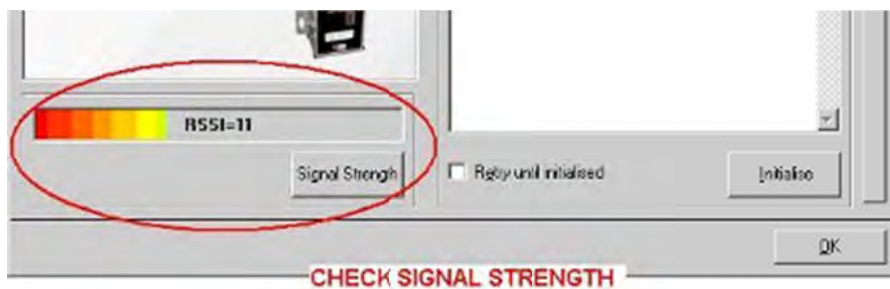 RSSI=11
Signal Strength
Retry until initialised
Initialise
OK
CHECK SIGNAL STRENGTH